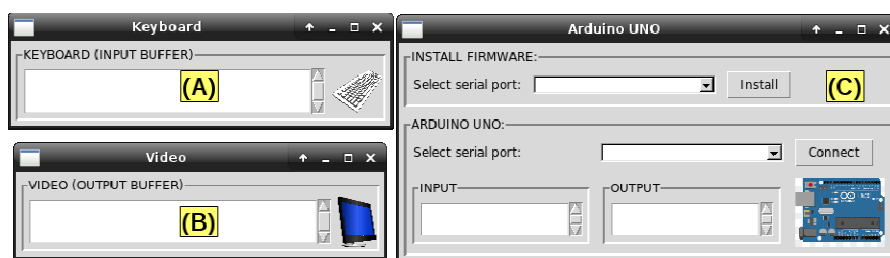 Keyboard
KEYBOARD (INPUT BUFFER)
(A)
Video
VIDEO (OUTPUT BUFFER)
(B)
Arduino UNO
INSTALL FIRMWARE:
Select serial port: Install (C)
ARDUINO UNO:
Select serial port: Connect
INPUT OUTPUT